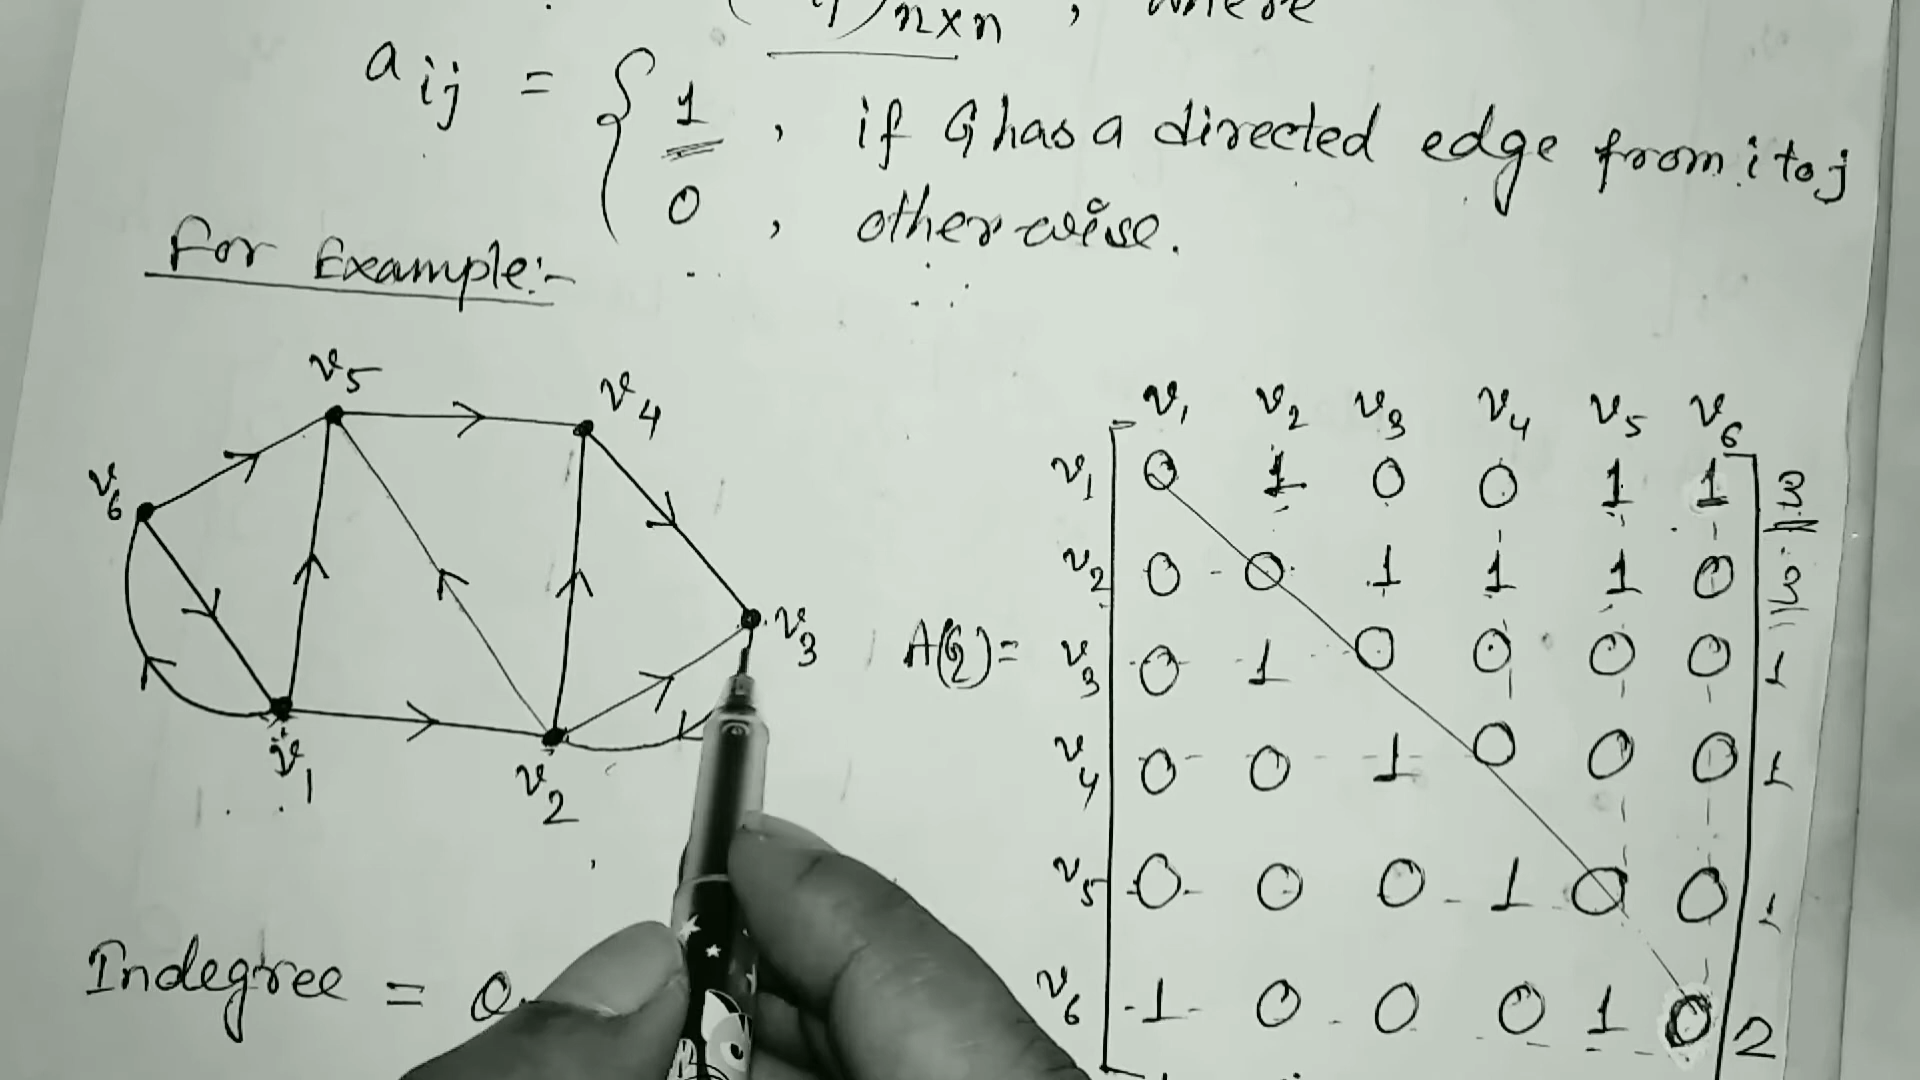 n×n , where
a ij = { 1 , if G has a directed edge from i to j
0 , otherwise.
For Example:-
v5
v4
v6
v3
v1
v2
v1 v2 v3 v4 v5 v6
v1 0 1 0 0 1 1 3
v2 0 0 1 1 1 0 3
A(G2)= v3 0 1 0 0 0 0 1
v4 0 0 1 0 0 0 1
v5 0 0 0 1 0 0 1
v6 1 0 0 0 1 0 2
Indegree =